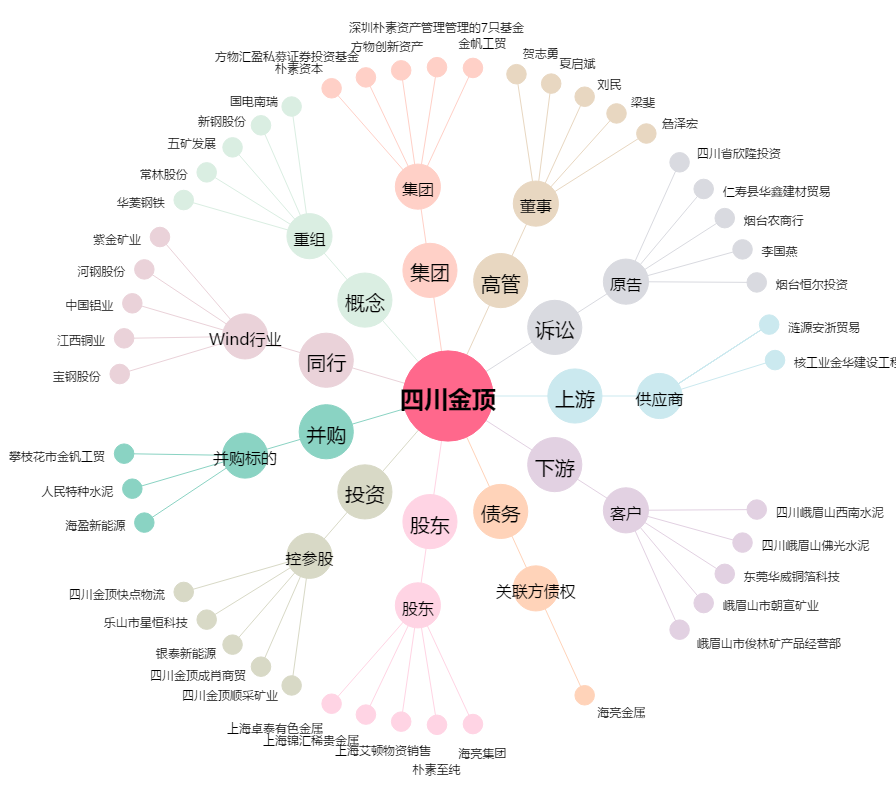 深圳朴素资产管理管理的7只基金
方物创新资产
金帆工贸
方物汇盈私募证券投资基金
朴素资本
贺志勇
夏启斌
刘民
梁斐
危泽宏
国电南瑞
新钢股份
五矿发展
常林股份
华菱钢铁
紫金矿业
河钢股份
中国铝业
江西铜业
宝钢股份
攀枝花市金钒工贸
人民特种水泥
海盈新能源
四川金顶快点物流
乐山市星恒科技
银泰新能源
四川金顶成肖商贸
四川金顶顺采矿业
上海卓泰有色金属
上海锦汇稀贵金属
上海艾顿物资销售
朴素至纯
海亮集团
海亮金属
四川省欣隆投资
仁寿县华鑫建材贸易
烟台农商行
李国燕
烟台恒尔投资
涟源安浙贸易
核工业金华建设工程
四川峨眉山西南水泥
四川峨眉山佛光水泥
东莞华威铜箔科技
峨眉山市朝宣矿业
峨眉山市俊林矿产品经营部
集团
董事
重组
原告
Wind行业
供应商
并购标的
客户
控参股
股东
关联方债权
集团
高管
概念
诉讼
同行
上游
并购
下游
投资
股东
债务
四川金顶